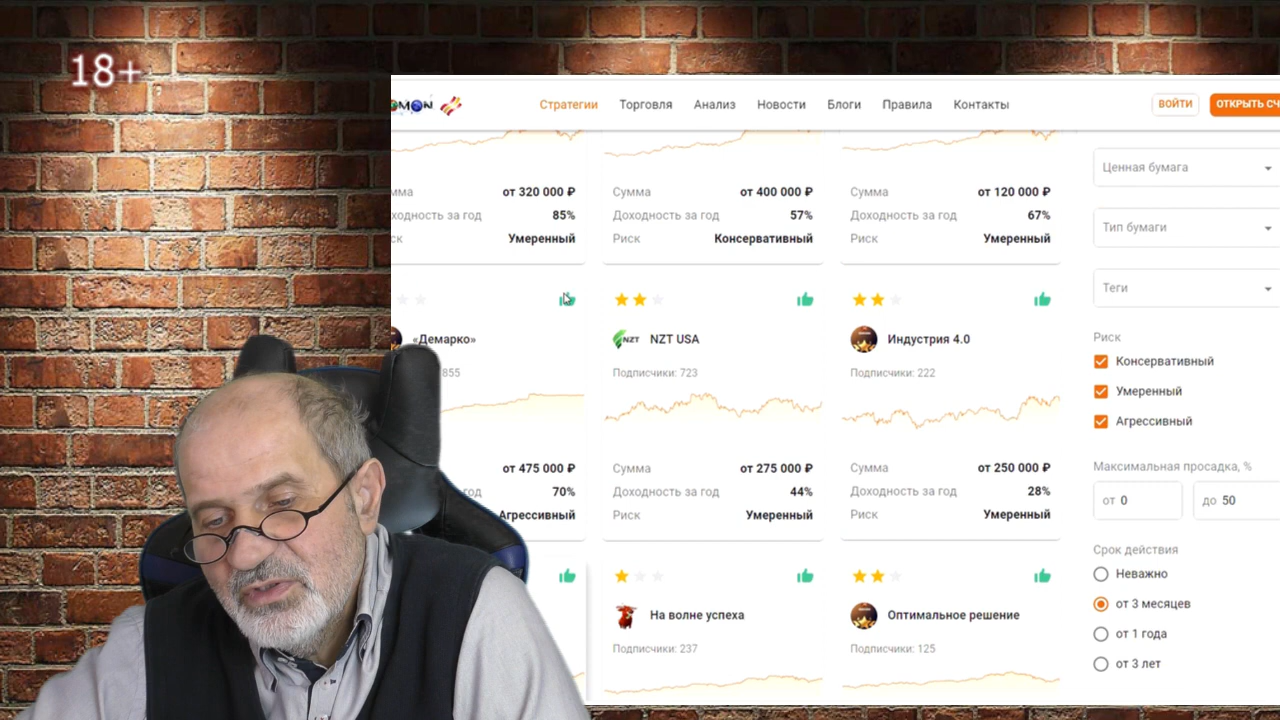 18+
Стратегии Торговля Анализ Новости Блоги Правила Контакты ВОЙТИ
от 320 000 ₽
85%
Умеренный
Сумма от 400 000 ₽
Доходность за год 57%
Риск Консервативный
Сумма от 120 000 ₽
Доходность за год 67%
Риск Умеренный
«Демарко»
855
от 475 000 ₽
70%
Агрессивный
NZT
NZT USA
Подписчики: 723
Сумма от 275 000 ₽
Доходность за год 44%
Риск Умеренный
Индустрия 4.0
Подписчики: 222
Сумма от 250 000 ₽
Доходность за год 28%
Риск Умеренный
На волне успеха
Подписчики: 237
Оптимальное решение
Подписчики: 125
Ценная бумага
Тип бумаги
Теги
Риск
Консервативный
Умеренный
Агрессивный
Максимальная просадка, %
от 0 до 50
Срок действия
Неважно
от 3 месяцев
от 1 года
от 3 лет